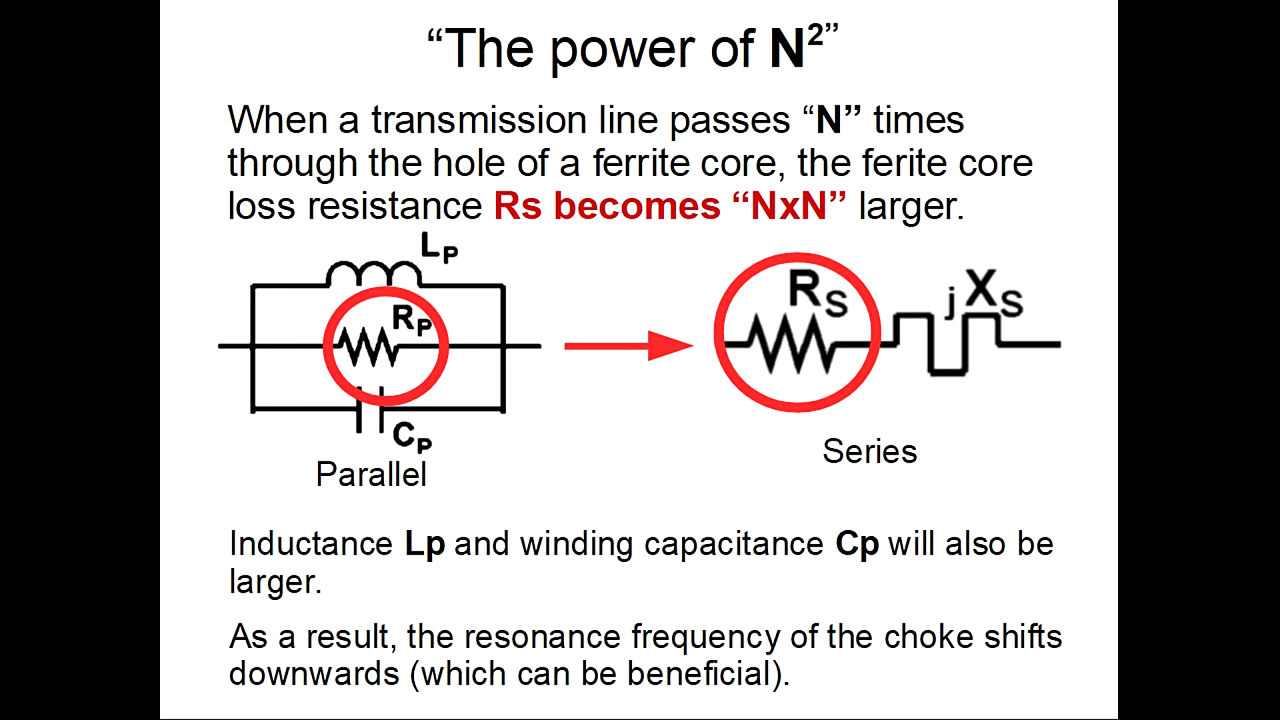 “The power of N²”
When a transmission line passes “N” times
through the hole of a ferrite core, the ferite core
loss resistance Rs becomes “NxN” larger.
LP
RP
CP
Parallel
RS
jXS
Series
Inductance Lp and winding capacitance Cp will also be
larger.
As a result, the resonance frequency of the choke shifts
downwards (which can be beneficial).